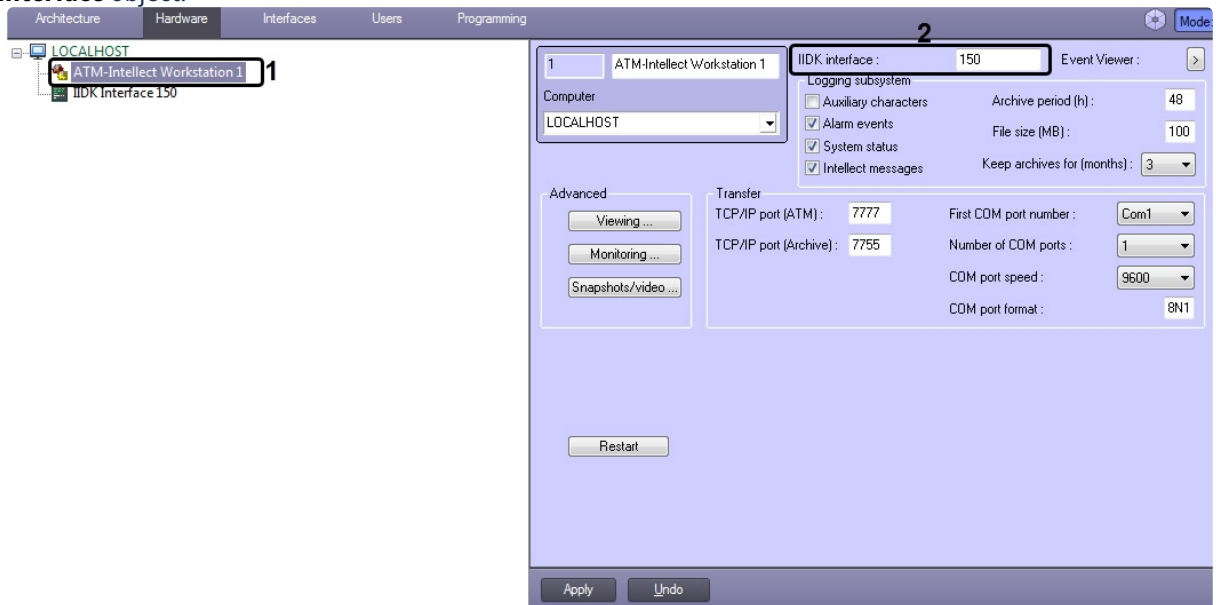 Interface object.
Architecture Hardware Interfaces Users Programming Mode:
LOCALHOST
ATM-Intellect Workstation 1 1
IIDK Interface 150
2
1 ATM-Intellect Workstation 1
Computer
LOCALHOST
IIDK interface : 150 Event Viewer : >
Logging subsystem
Auxiliary characters Archive period (h) : 48
Alarm events File size (MB) : 100
System status
Intellect messages Keep archives for (months) : 3
Advanced
Viewing ...
Monitoring ...
Snapshots/video ...
Transfer
TCP/IP port (ATM) : 7777 First COM port number : Com1
TCP/IP port (Archive) : 7755 Number of COM ports : 1
COM port speed : 9600
COM port format : 8N1
Restart
Apply Undo